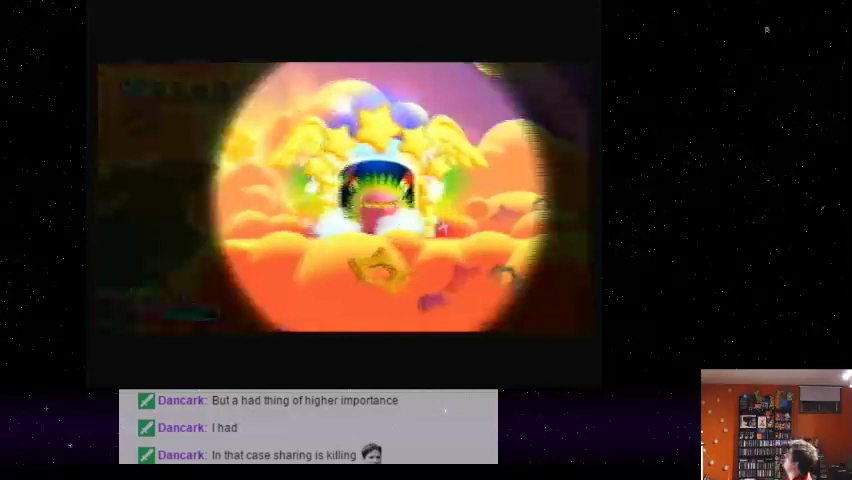 Dancark: But a had thing of higher importance
Dancark: I had
Dancark: In that case sharing is killing